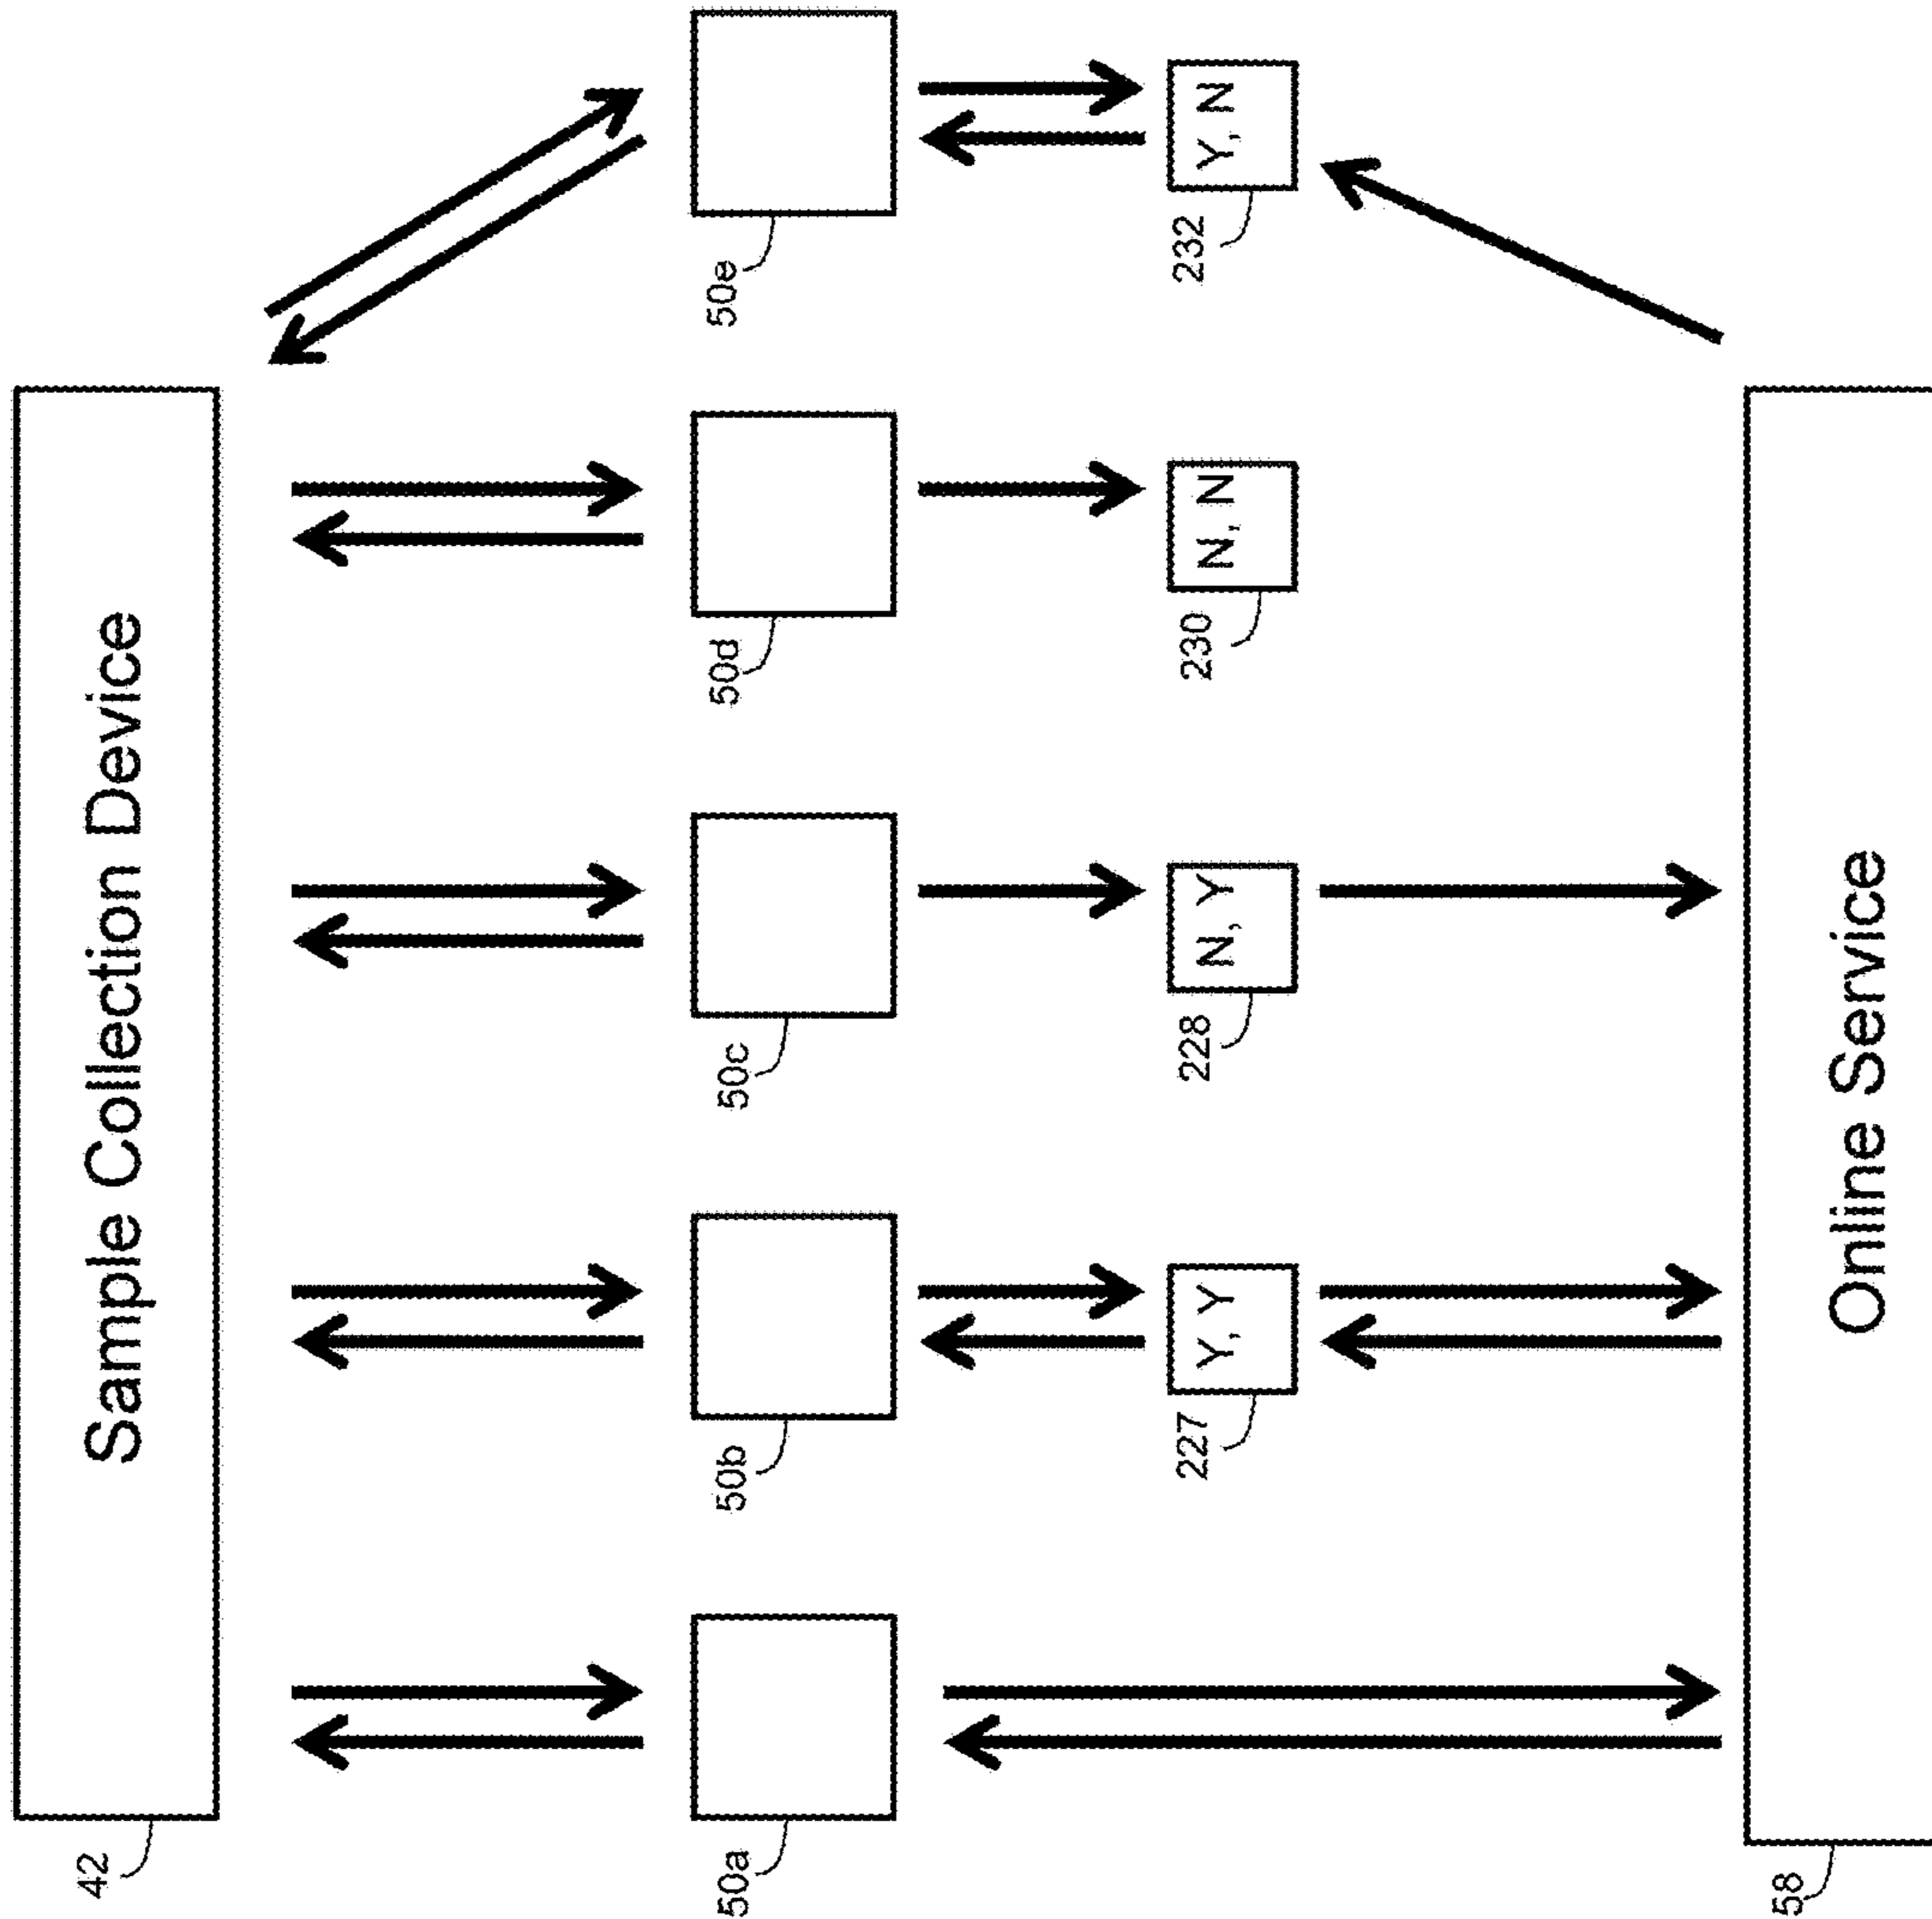 42
Sample Collection Device
50a
50b
50c
50d
50e
227
Y, Y
228
N, Y
230
N, N
232
Y, N
58
Online Service